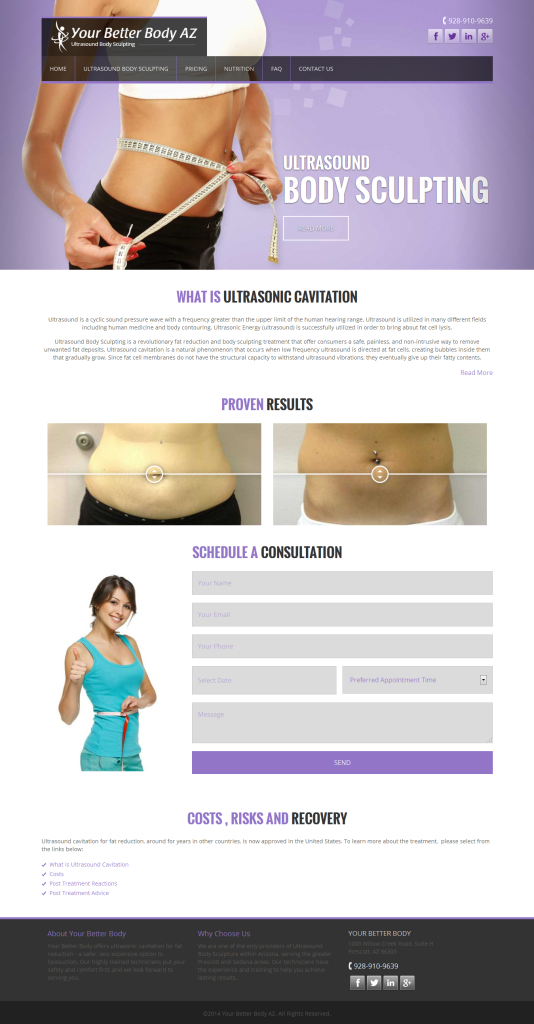 Your Better Body AZ
Ultrasound Body Sculpting
928-910-9639
HOME
ULTRASOUND BODY SCULPTING
PRICING
NUTRITION
FAQ
CONTACT US
ULTRASOUND
BODY SCULPTING
READ MORE
WHAT IS ULTRASONIC CAVITATION
Ultrasound is a cyclic sound pressure wave with a frequency greater than the upper limit of the human hearing range. Ultrasound is utilized in many different fields
including human medicine and body contouring. Ultrasonic Energy (ultrasound) is successfully utilized in order to bring about fat cell lysis.
Ultrasound Body Sculpting is a revolutionary fat reduction and body sculpting treatment that offer consumers a safe, painless, and non-intrusive way to remove
unwanted fat deposits. Ultrasound cavitation is a natural phenomenon that occurs when low frequency ultrasound is directed at fat cells, creating bubbles inside them
that gradually grow. Since fat cell membranes do not have the structural capacity to withstand ultrasound vibrations, they eventually give up their fatty contents.
Read More
PROVEN RESULTS
SCHEDULE A CONSULTATION
Your Name
Your Email
Your Phone
Select Date
Preferred Appointment Time
Message
SEND
COSTS , RISKS AND RECOVERY
Ultrasound cavitation for fat reduction, around for years in other countries, is now approved in the United States. To learn more about the treatment, please select from
the links below:
What is Ultrasound Cavitation
Costs
Post Treatment Reactions
Post Treatment Advice
About Your Better Body
Your Better Body offers ultrasonic cavitation for fat
reduction - a safe, less expensive option to
liposuction. Our highly trained technicians put your
safety and comfort first and we look forward to
serving you.
Why Choose Us
We are one of the only providers of Ultrasound
Body Sculpture within Arizona, serving the greater
Prescott and Sedona areas. Our technicians have
the experience and training to help you achieve
lasting results.
YOUR BETTER BODY
1000 Willow Creek Road, Suite H
Prescott, AZ 86301
928-910-9639
©2014 Your Better Body AZ. All Rights Reserved.